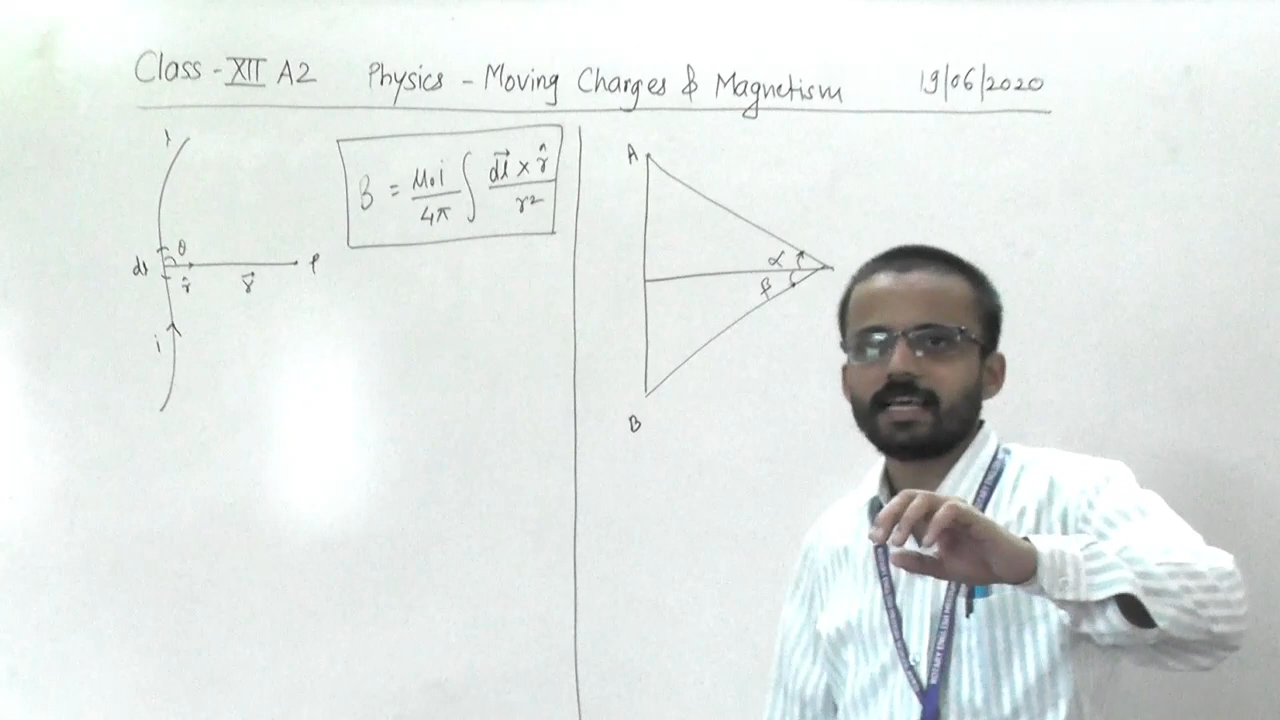 Class - XII A2 Physics - Moving Charges & Magnetism 19/06/2020
B = μ₀i/4π ∫ d𝑙⃗ × r̂/r²
θ
dl
r̂
r⃗
P
i
A
α
β
B